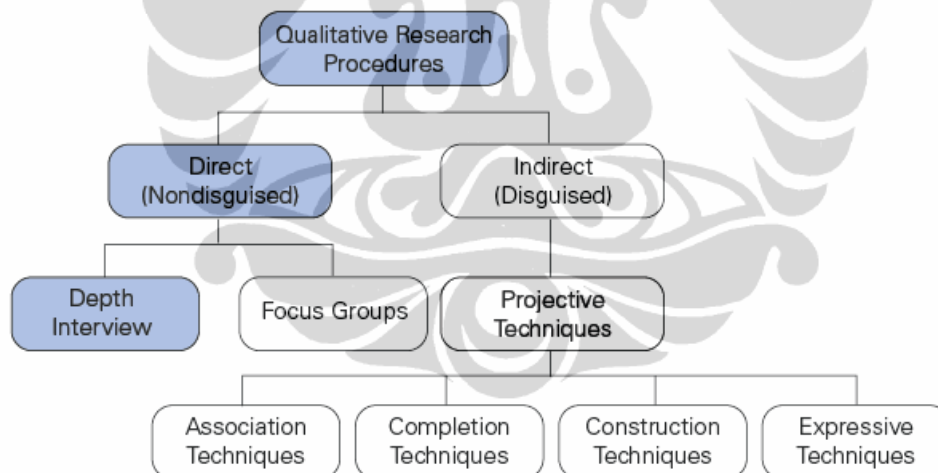 Qualitative Research
Procedures
Direct
(Nondisguised)
Indirect
(Disguised)
Depth
Interview
Focus Groups
Projective
Techniques
Association
Techniques
Completion
Techniques
Construction
Techniques
Expressive
Techniques